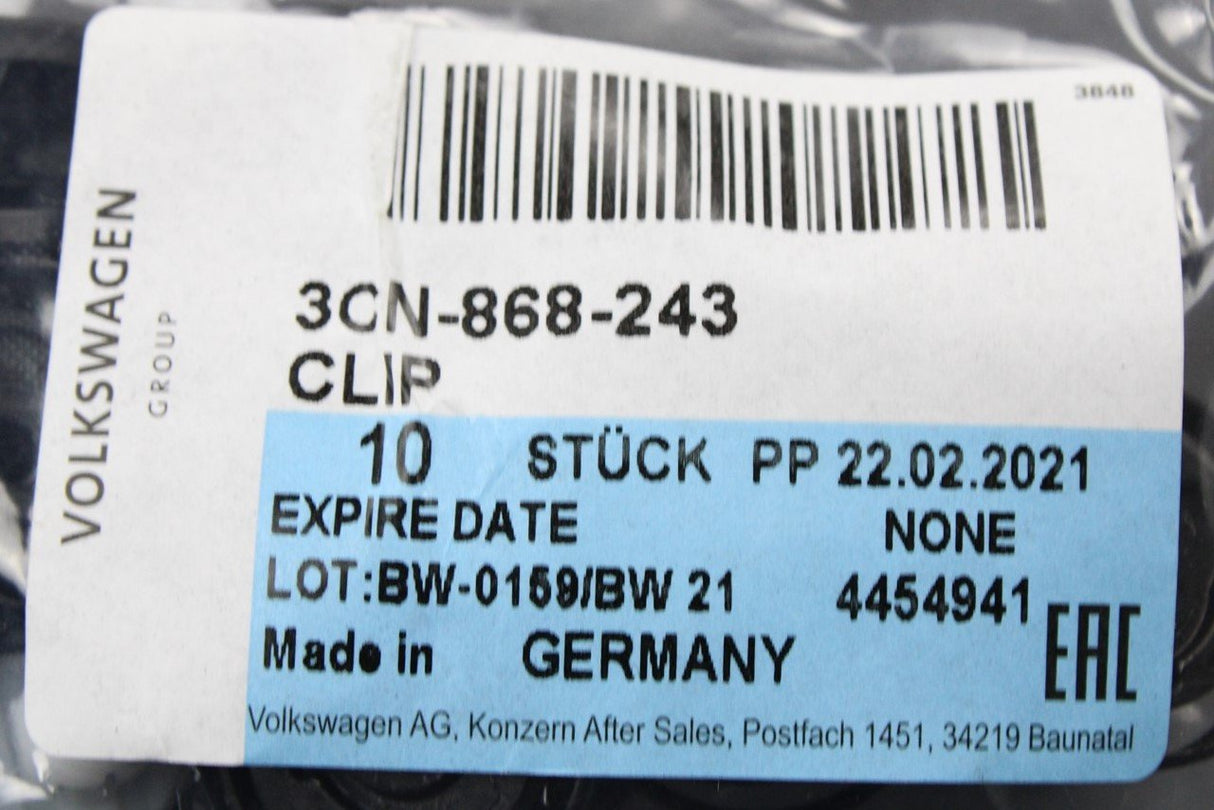 3848
VOLKSWAGEN
GROUP
3CN-868-243
CLIP
10 STÜCK PP 22.02.2021
EXPIRE DATE NONE
LOT:BW-0159/BW 21 4454941
Made in GERMANY
EAC
Volkswagen AG, Konzern After Sales, Postfach 1451, 34219 Baunatal